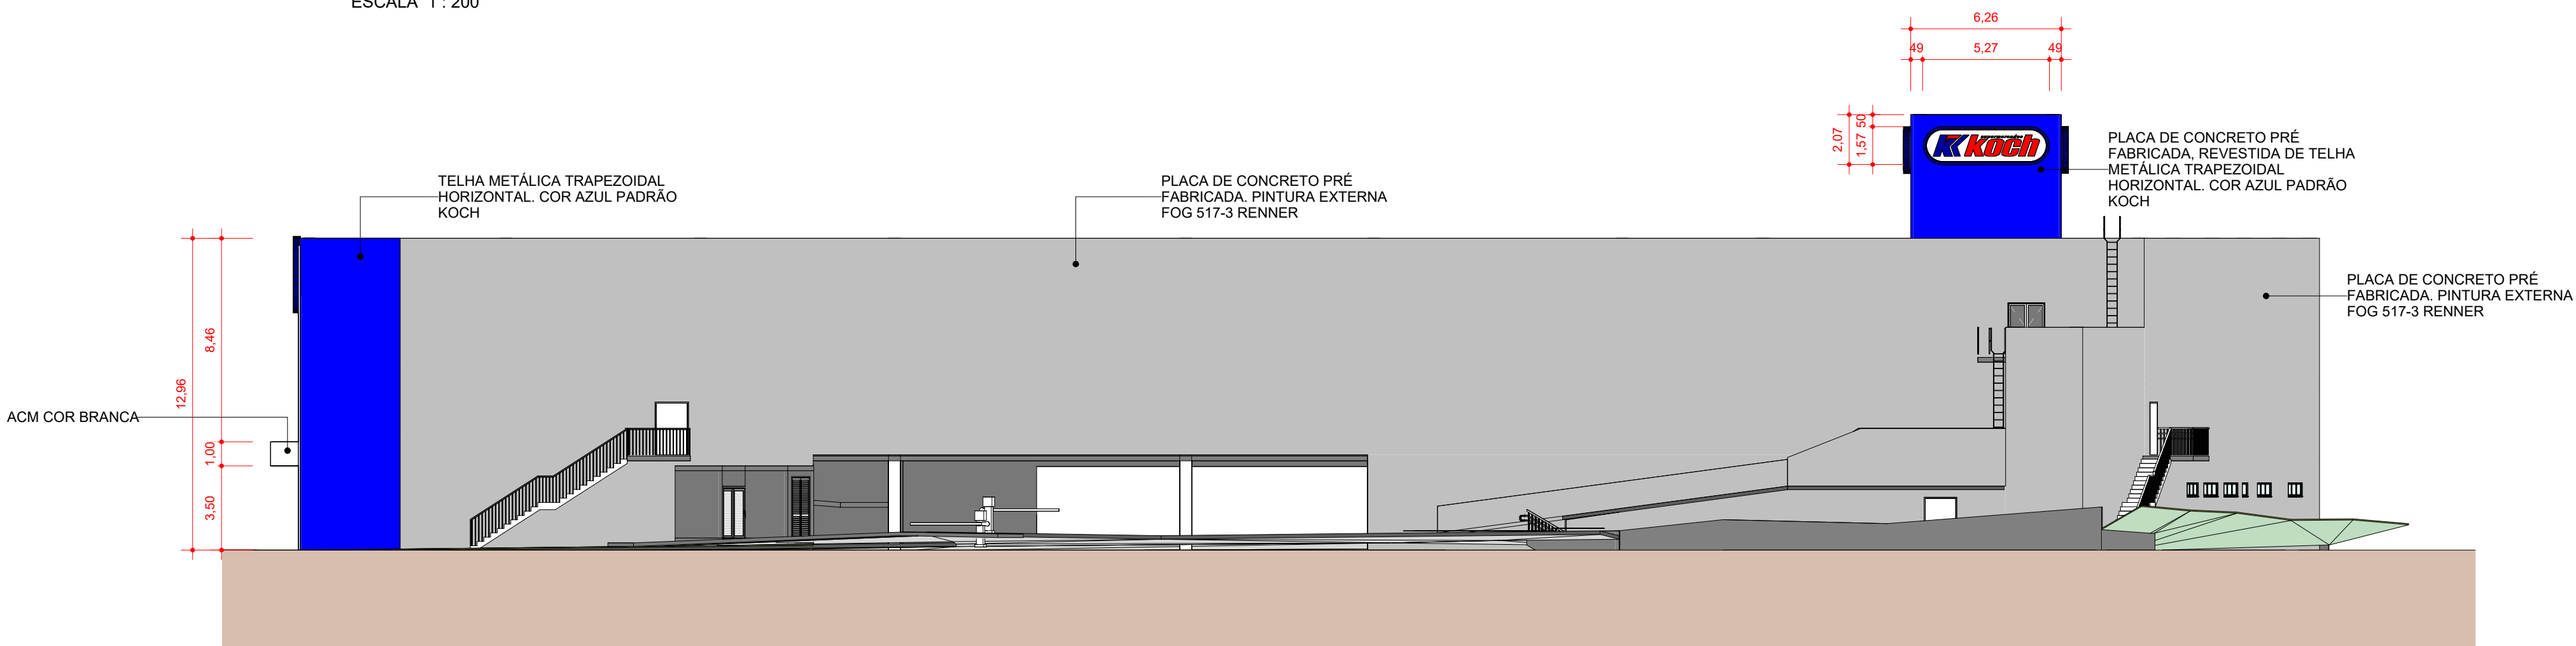 ESCALA 1 : 200
6,26
49
5,27
49
2,07
1,57
50
Koch
PLACA DE CONCRETO PRÉ
FABRICADA, REVESTIDA DE TELHA
METÁLICA TRAPEZOIDAL
HORIZONTAL. COR AZUL PADRÃO
KOCH
TELHA METÁLICA TRAPEZOIDAL
HORIZONTAL. COR AZUL PADRÃO
KOCH
PLACA DE CONCRETO PRÉ
FABRICADA. PINTURA EXTERNA
FOG 517-3 RENNER
PLACA DE CONCRETO PRÉ
FABRICADA. PINTURA EXTERNA
FOG 517-3 RENNER
8,46
12,96
ACM COR BRANCA
1,00
3,50